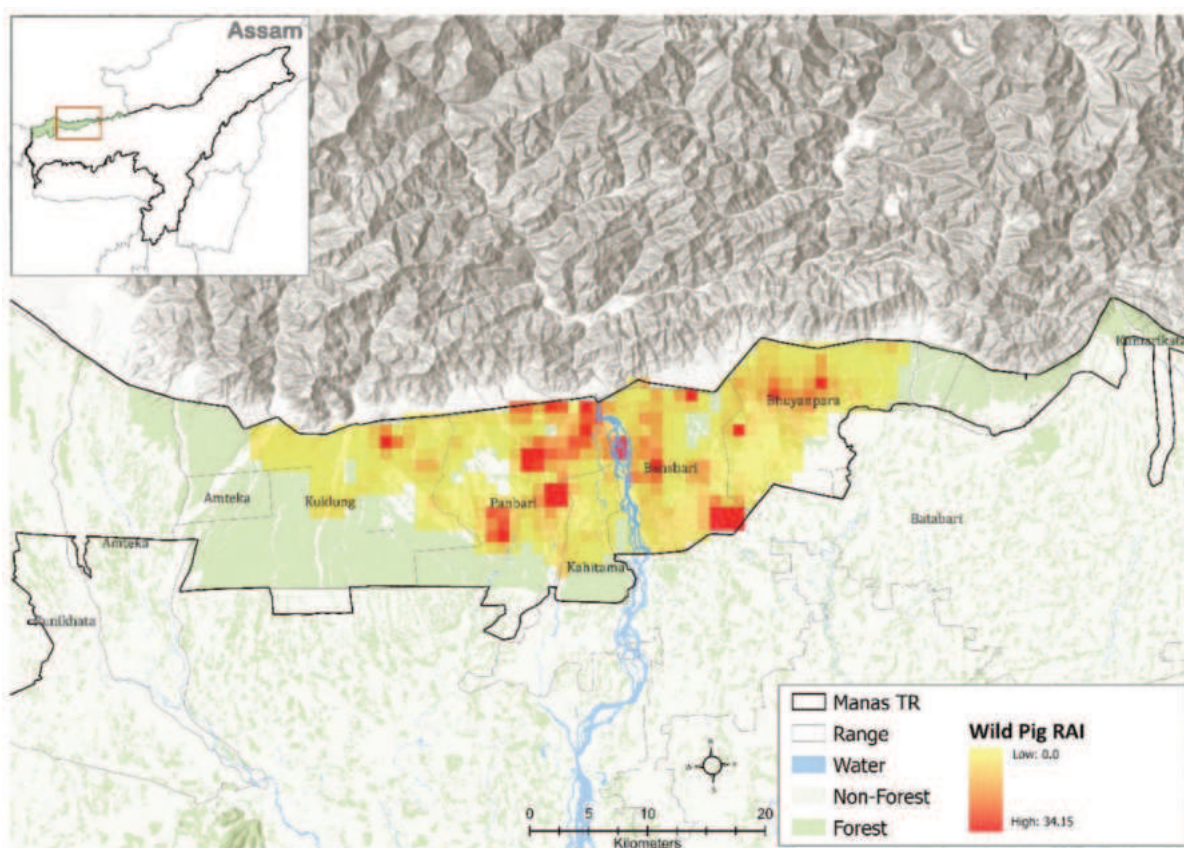 Assam
Bhuyanpara
Bansbari
Amteka
Kuklung
Panbari
Batabari
Amteka
Kahitama
Manas TR
Range
Water
Non-Forest
Forest
Wild Pig RAI
Low: 0.0
High: 34.15
0 5 10 20
Kilometers